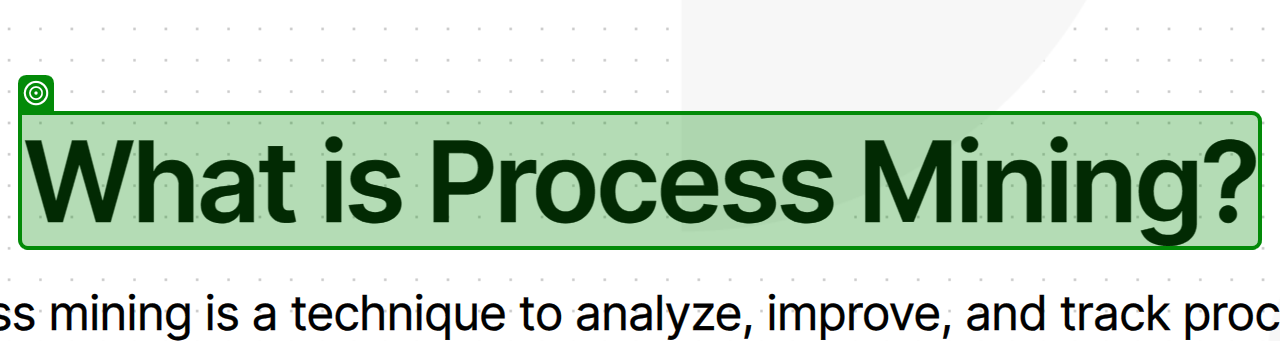 What is Process Mining?
ss mining is a technique to analyze, improve, and track proc